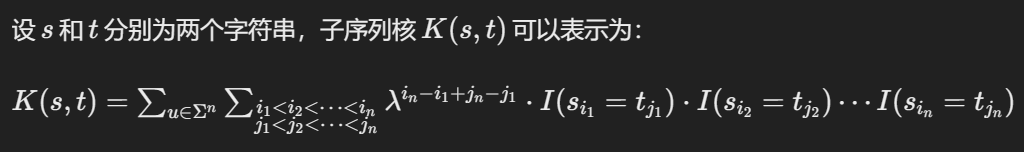 设 s 和 t 分别为两个字符串，子序列核 K(s, t) 可以表示为：
K(s, t) = ∑_{u∈Σ^n} ∑_{i_1<i_2<⋯<i_n j_1<j_2<⋯<j_n} λ^{i_n−i_1+j_n−j_1} · I(s_{i_1} = t_{j_1}) · I(s_{i_2} = t_{j_2}) ⋯ I(s_{i_n} = t_{j_n})